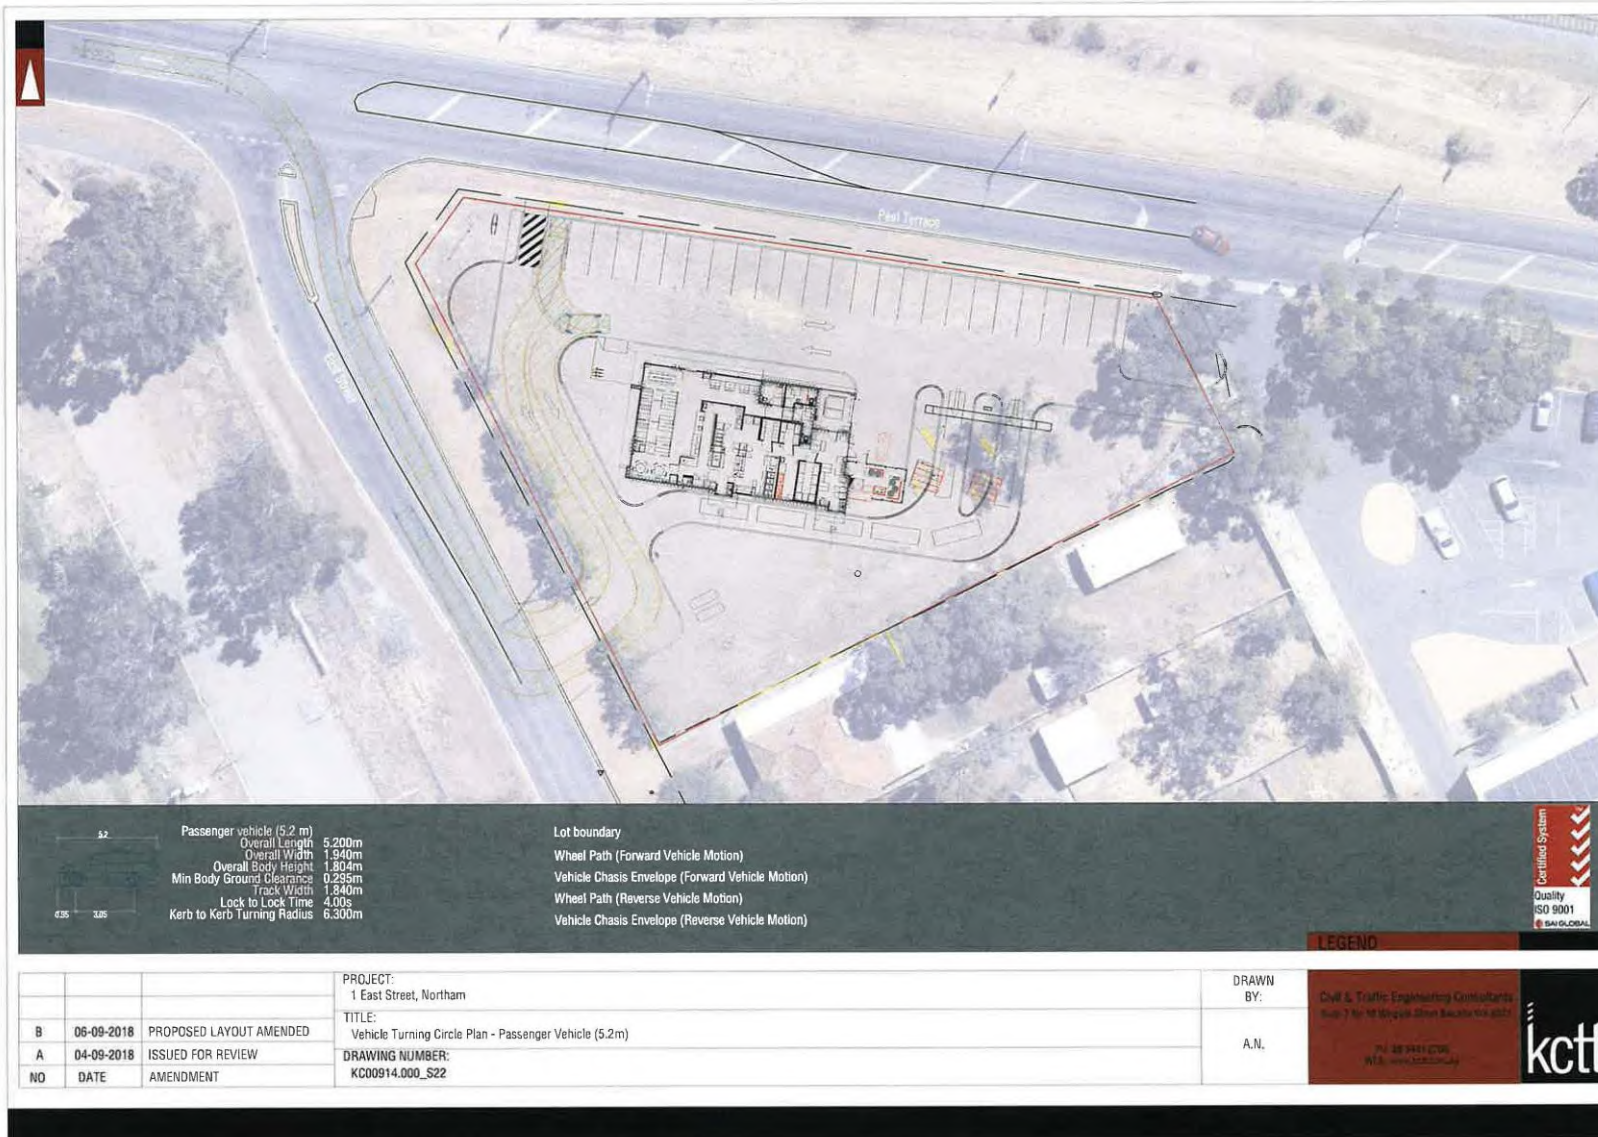 Peel Terrace
5.2
0.95 3.05
Passenger vehicle (5.2 m)
Overall Length 5.200m
Overall Width 1.940m
Overall Body Height 1.804m
Min Body Ground Clearance 0.295m
Track Width 1.840m
Lock to Lock Time 4.00s
Kerb to Kerb Turning Radius 6.300m
Lot boundary
Wheel Path (Forward Vehicle Motion)
Vehicle Chasis Envelope (Forward Vehicle Motion)
Wheel Path (Reverse Vehicle Motion)
Vehicle Chasis Envelope (Reverse Vehicle Motion)
Certified System
Quality
ISO 9001
SAI GLOBAL
LEGEND
B 06-09-2018 PROPOSED LAYOUT AMENDED
A 04-09-2018 ISSUED FOR REVIEW
NO DATE AMENDMENT
PROJECT:
1 East Street, Northam
TITLE:
Vehicle Turning Circle Plan - Passenger Vehicle (5.2m)
DRAWING NUMBER:
KC00914.000_S22
DRAWN
BY:
A.N.
Civil & Traffic Engineering Consultants
kctt